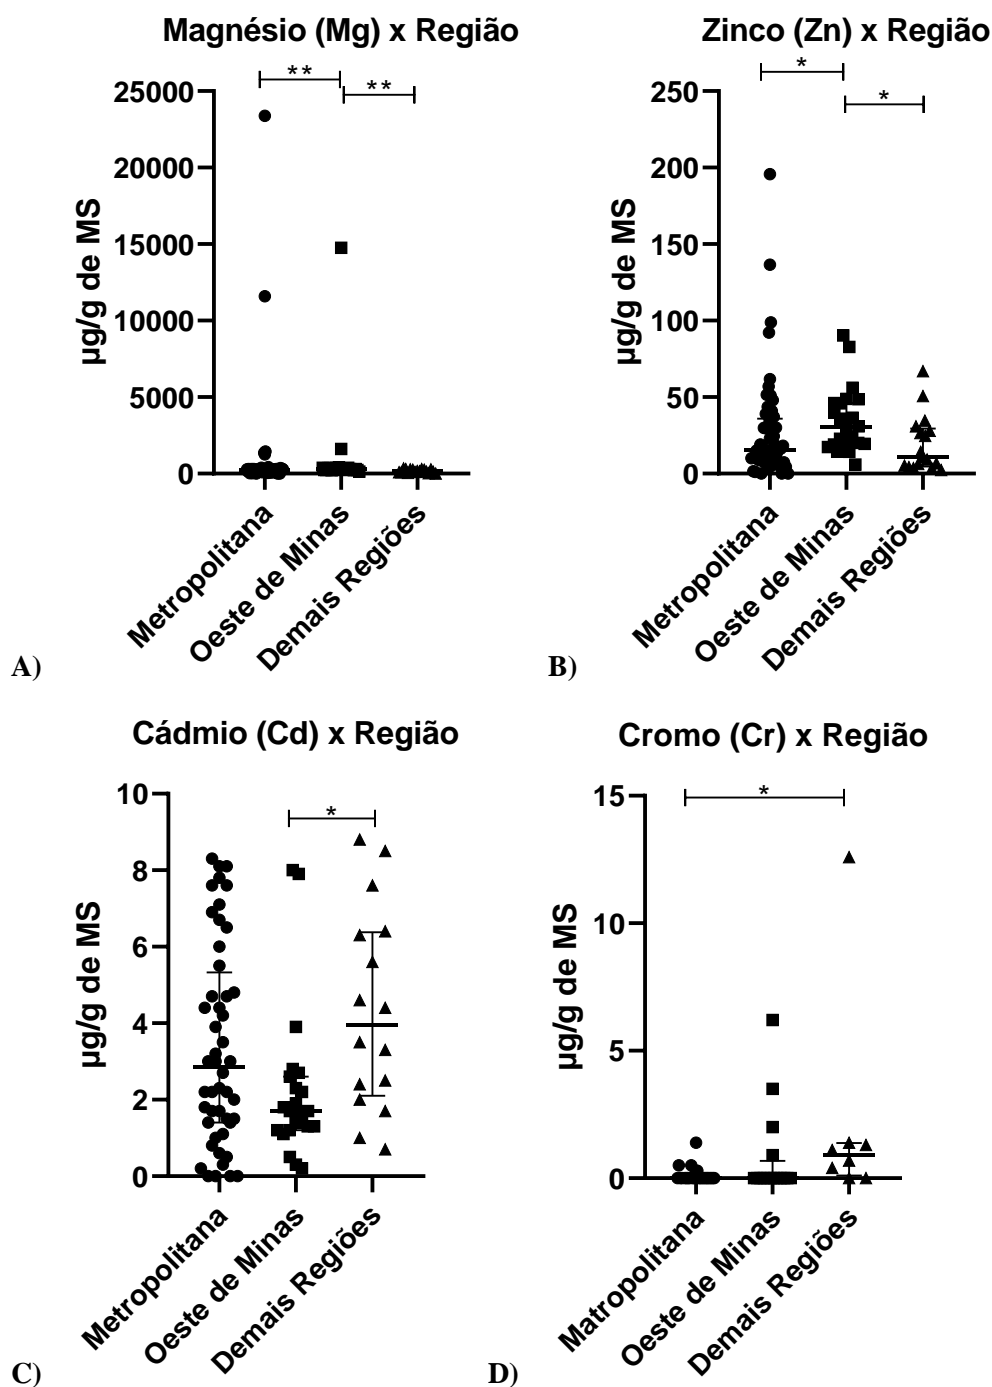 Magnésio (Mg) x Região
**
**
25000
20000
15000
10000
5000
0
µg/g de MS
Metropolitana
Oeste de Minas
Demais Regiões
A)
Zinco (Zn) x Região
*
*
250
200
150
100
50
0
µg/g de MS
Metropolitana
Oeste de Minas
Demais Regiões
B)
Cádmio (Cd) x Região
*
10
8
6
4
2
0
µg/g de MS
Metropolitana
Oeste de Minas
Demais Regiões
C)
Cromo (Cr) x Região
*
15
10
5
0
µg/g de MS
Matropolitana
Oeste de Minas
Demais Regiões
D)